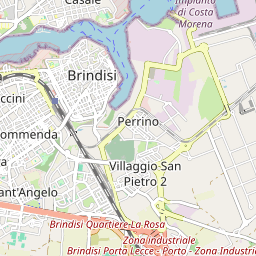 Casale
Impianto
di Costa
Morena
Brindisi
ccini
Perrino
ommenda
a
Villaggio San
Pietro 2
ant'Angelo
Brindisi Quartiere-La Rosa
Zona industriale
Brindisi Porta Lecce - Porto - Zona Indust